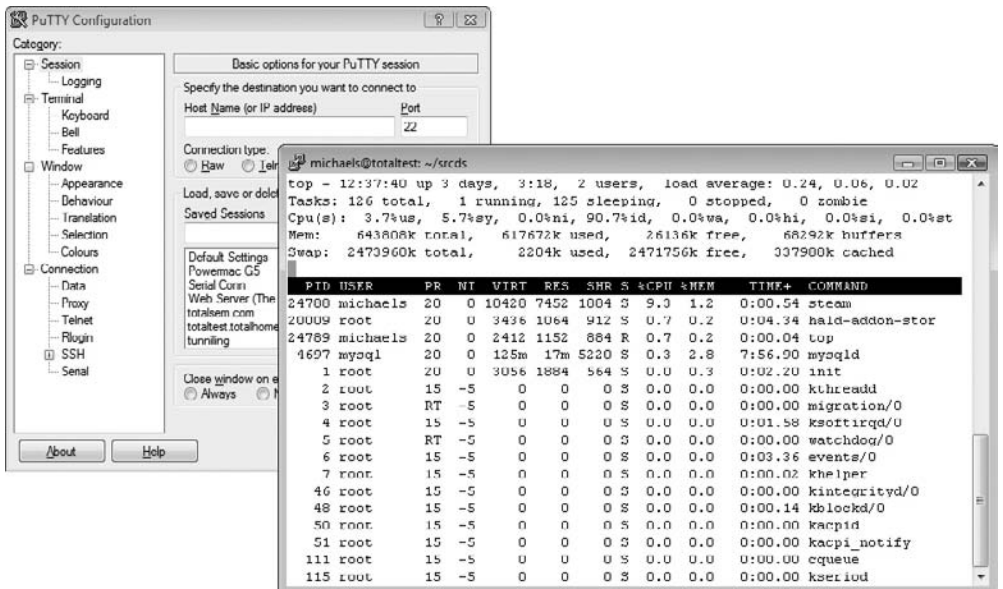 PuTTY Configuration
Category:
Session
Logging
Terminal
Keyboard
Bell
Features
Window
Appearance
Behaviour
Translation
Selection
Colours
Connection
Data
Proxy
Telnet
Rlogin
SSH
Serial
About
Help
Basic options for your PuTTY session
Specify the destination you want to connect to
Host Name (or IP address)
Port
22
Connection type:
Raw
Load, save or
Saved Sessions
Default Settings
Powermac G5
Serial Conn
Web Server (The
totalsem.com
totaltest.totalhome
tunnling
Close window on
Always
michaels@totaltest: ~/srcds
top - 12:37:40 up 3 days, 3:18, 2 users, load average: 0.24, 0.06, 0.02
Tasks: 126 total, 1 running, 125 sleeping, 0 stopped, 0 zombie
Cpu(s): 3.7%us, 5.7%sy, 0.0%ni, 90.7%id, 0.0%wa, 0.0%hi, 0.0%si, 0.0%st
Mem: 643808k total, 617672k used, 26136k free, 68292k buffers
Swap: 2473960k total, 2204k used, 2471756k free, 337900k cached
PID USER PR NI VIRT RES SHR S %CPU %MEM TIME+ COMMAND
24788 michaels 20 0 10420 7452 1004 S 9.3 1.2 0:00.54 steam
20009 root 20 0 3436 1064 912 S 0.7 0.2 0:04.34 hald-addon-stor
24789 michaels 20 0 2412 1152 884 R 0.7 0.2 0:00.04 top
4697 mysql 20 0 125m 17m 5220 S 0.3 2.8 7:56.90 mysqld
1 root 20 0 3056 1884 564 S 0.0 0.3 0:02.20 init
2 root 15 -5 0 0 0 S 0.0 0.0 0:00.00 kthreadd
3 root RT -5 0 0 0 S 0.0 0.0 0:00.00 migration/0
4 root 15 -5 0 0 0 S 0.0 0.0 0:01.58 ksoftirqd/0
5 root RT -5 0 0 0 S 0.0 0.0 0:00.00 watchdog/0
6 root 15 -5 0 0 0 S 0.0 0.0 0:03.36 events/0
7 root 15 -5 0 0 0 S 0.0 0.0 0:00.02 khelper
46 root 15 -5 0 0 0 S 0.0 0.0 0:00.00 kintegrityd/0
48 root 15 -5 0 0 0 S 0.0 0.0 0:00.14 kblockd/0
50 root 15 -5 0 0 0 S 0.0 0.0 0:00.00 kacpid
51 root 15 -5 0 0 0 S 0.0 0.0 0:00.00 kacpi_notify
111 root 15 -5 0 0 0 S 0.0 0.0 0:00.00 cqueue
115 root 15 -5 0 0 0 S 0.0 0.0 0:00.00 kseriod